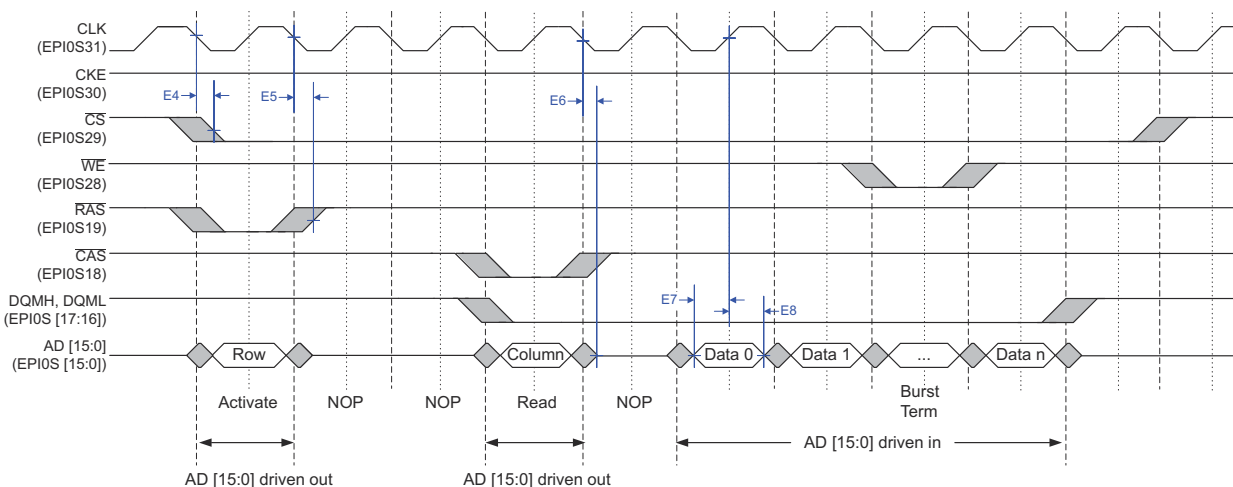 CLK
(EPI0S31)
CKE
(EPI0S30)
E4
E5
E6
CS
(EPI0S29)
WE
(EPI0S28)
RAS
(EPI0S19)
CAS
(EPI0S18)
DQMH, DQML
(EPI0S [17:16])
E7
E8
AD [15:0]
(EPI0S [15:0])
Row
Column
Data 0
Data 1
...
Data n
Activate
NOP
NOP
Read
NOP
Burst
Term
AD [15:0] driven in
AD [15:0] driven out
AD [15:0] driven out